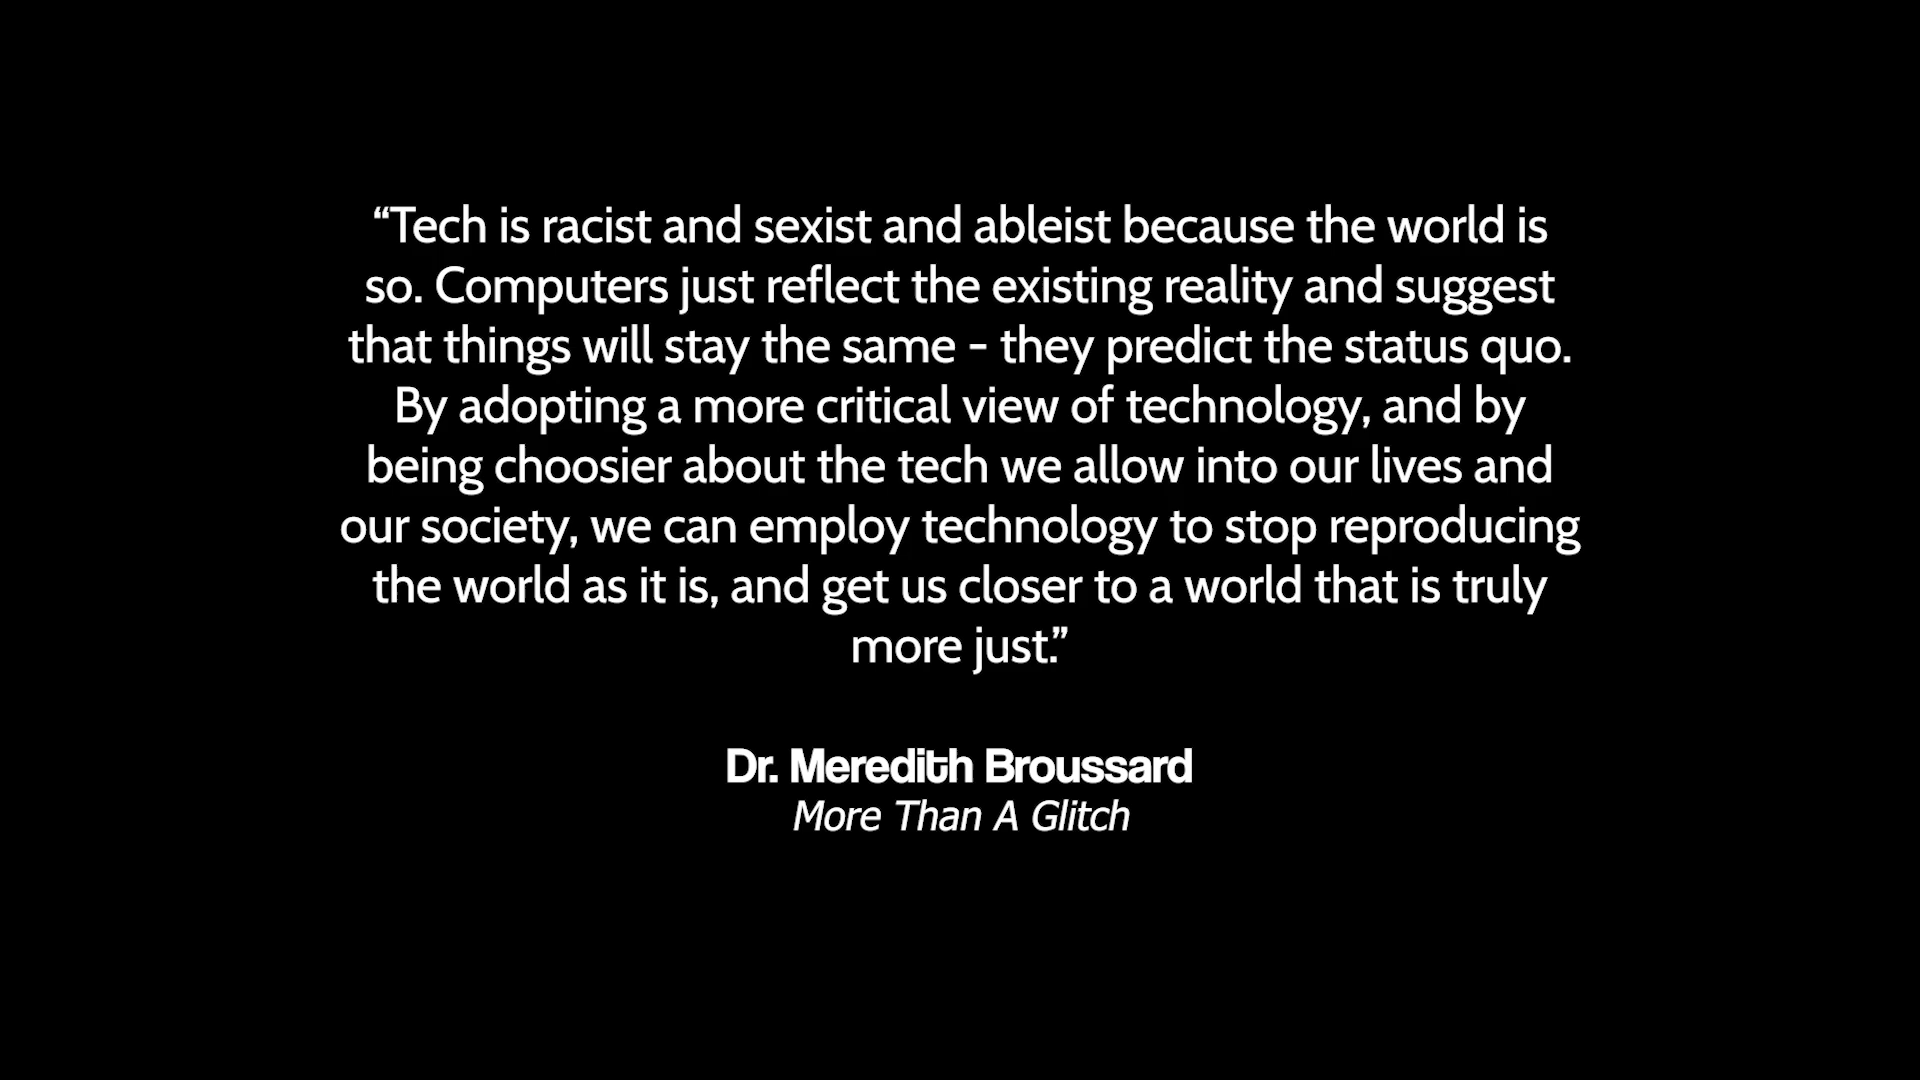 “Tech is racist and sexist and ableist because the world is
so. Computers just reflect the existing reality and suggest
that things will stay the same - they predict the status quo.
By adopting a more critical view of technology, and by
being choosier about the tech we allow into our lives and
our society, we can employ technology to stop reproducing
the world as it is, and get us closer to a world that is truly
more just.”
Dr. Meredith Broussard
More Than A Glitch